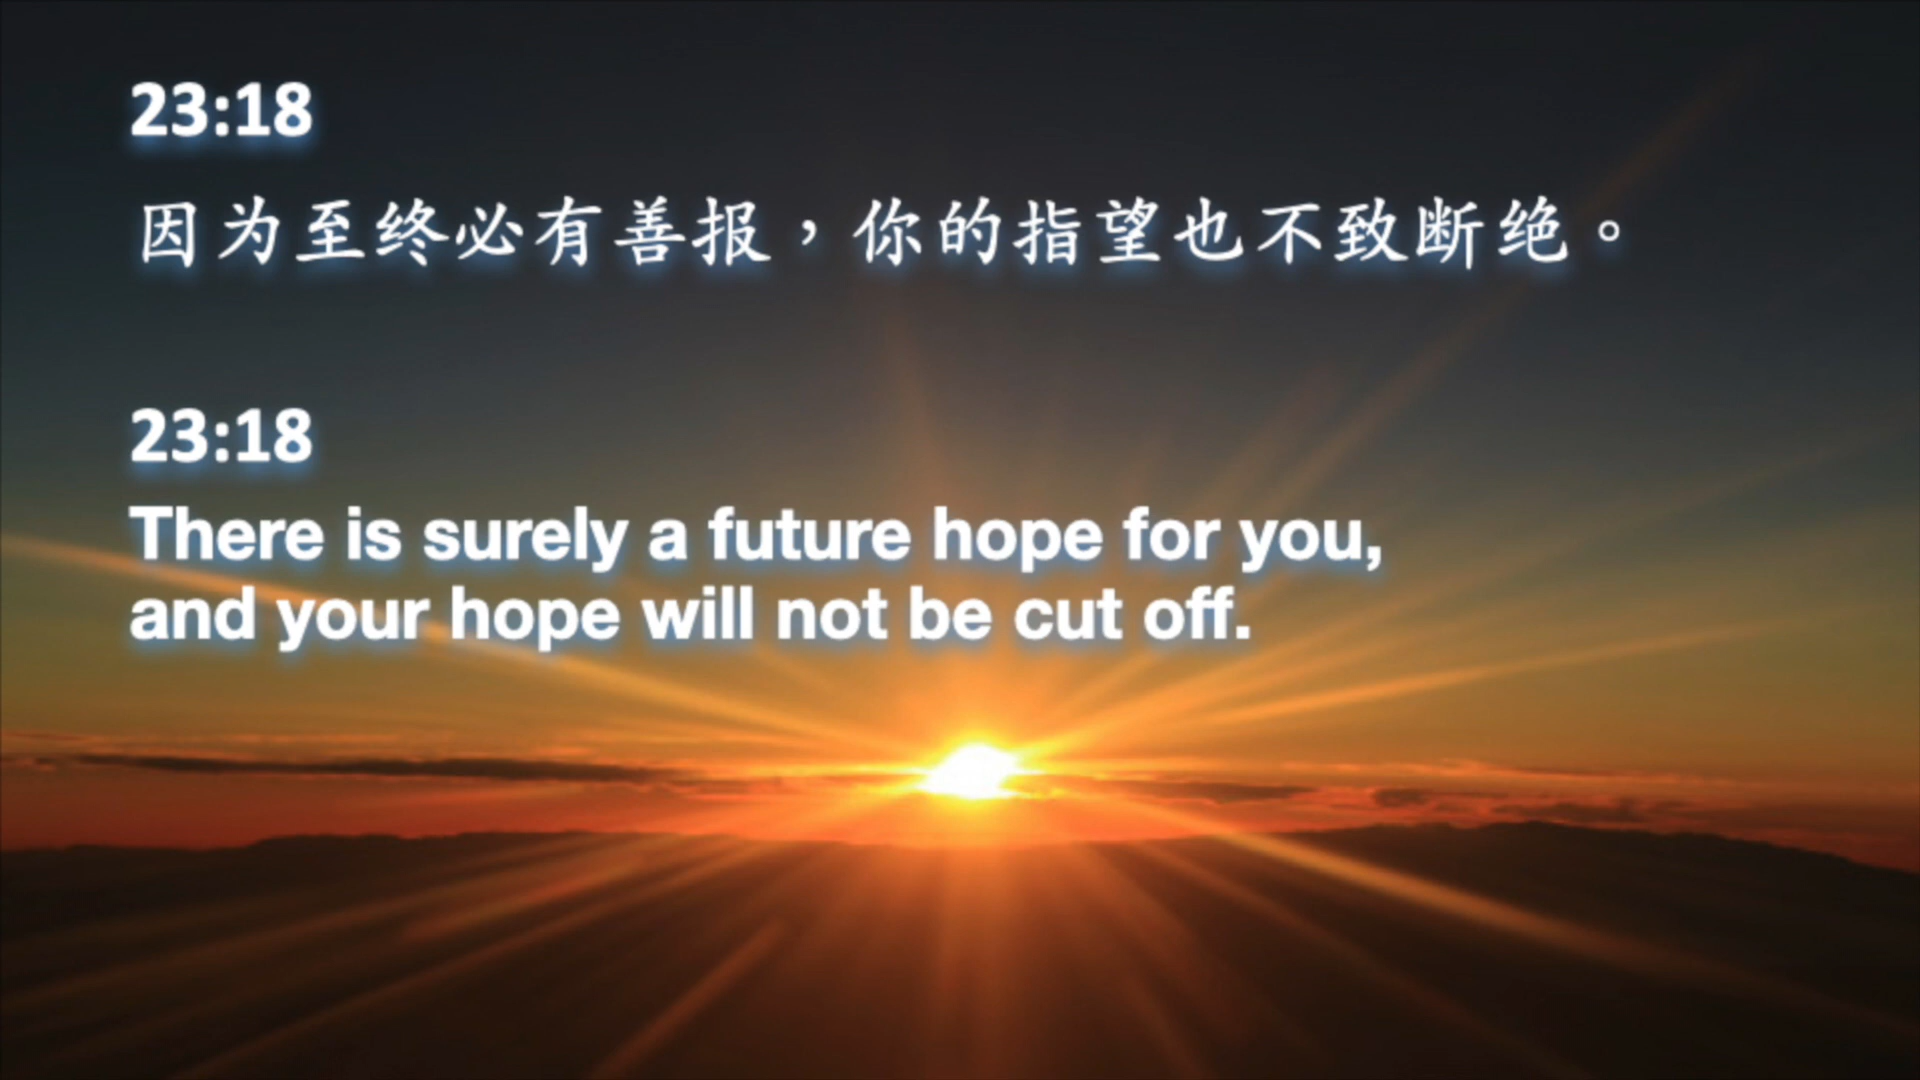 23:18
因为至终必有善报，你的指望也不致断绝。
23:18
There is surely a future hope for you,
and your hope will not be cut off.